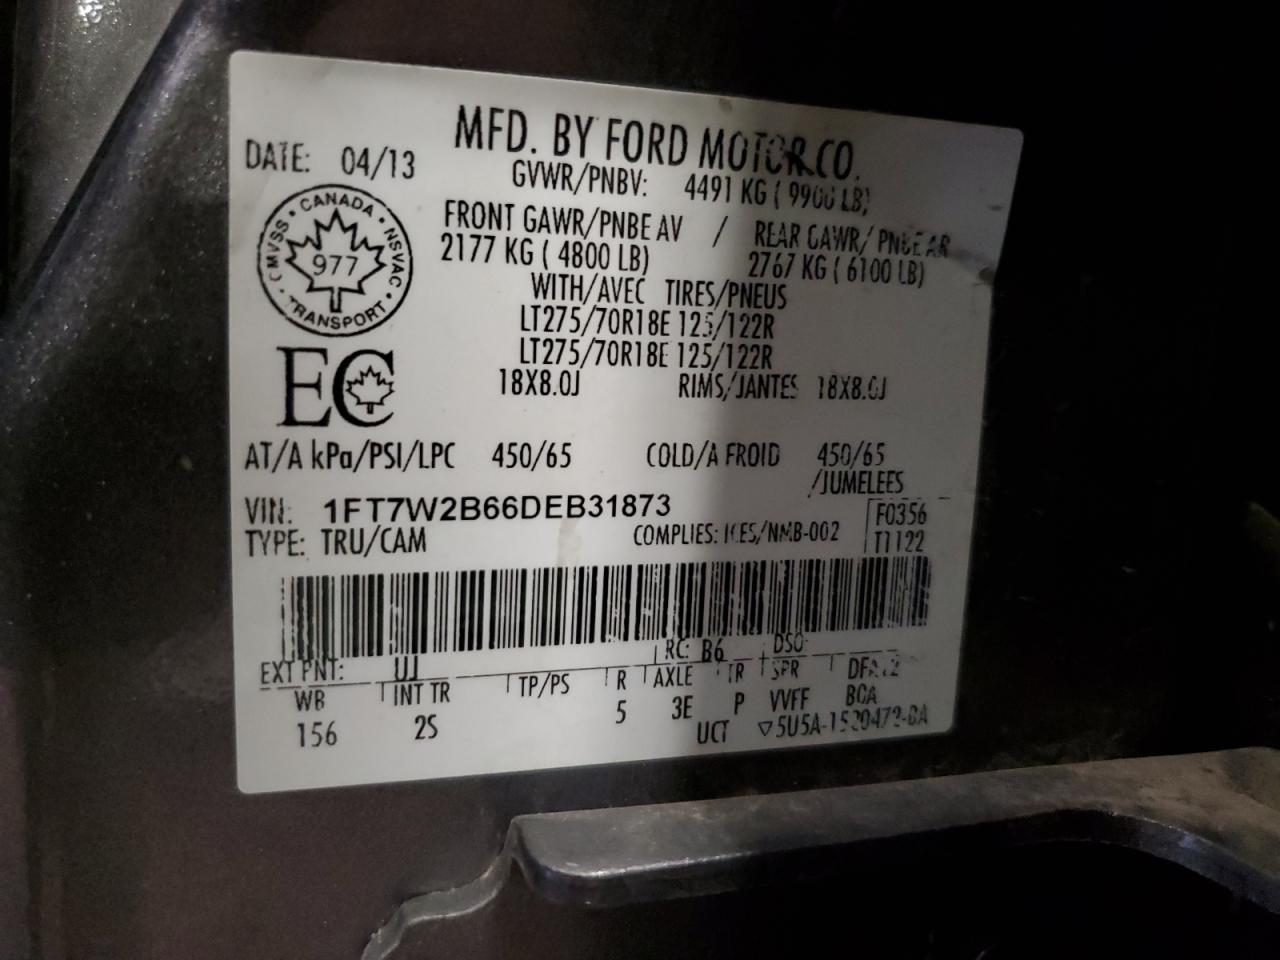 MFD. BY FORD MOTOR CO.
DATE: 04/13
GVWR/PNBV: 4491 KG ( 9900 LB)
FRONT GAWR/PNBE AV / REAR GAWR/ PNBE AR
2177 KG ( 4800 LB) 2767 KG ( 6100 LB)
WITH/AVEC TIRES/PNEUS
LT275/70R18E 125/122R
LT275/70R18E 125/122R
18X8.0J RIMS/JANTES 18X8.0J
CMVSS • CANADA • NSVAC • TRANSPORT •
977
EC
AT/A kPa/PSI/LPC 450/65 COLD/A FROID 450/65
/JUMELEES
VIN: 1FT7W2B66DEB31873
F0356
TYPE: TRU/CAM COMPLIES: ICES/NMB-002
T1122
EXT PNT: UJ RC: B6 DSO:
WB INT TR TP/PS R AXLE TR SPR
156 2S 5 3E P VVFF
UCT ▽5U5A-